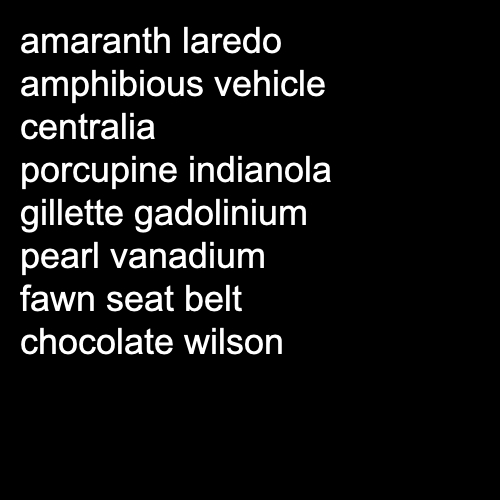 amaranth laredo
amphibious vehicle
centralia
porcupine indianola
gillette gadolinium
pearl vanadium
fawn seat belt
chocolate wilson